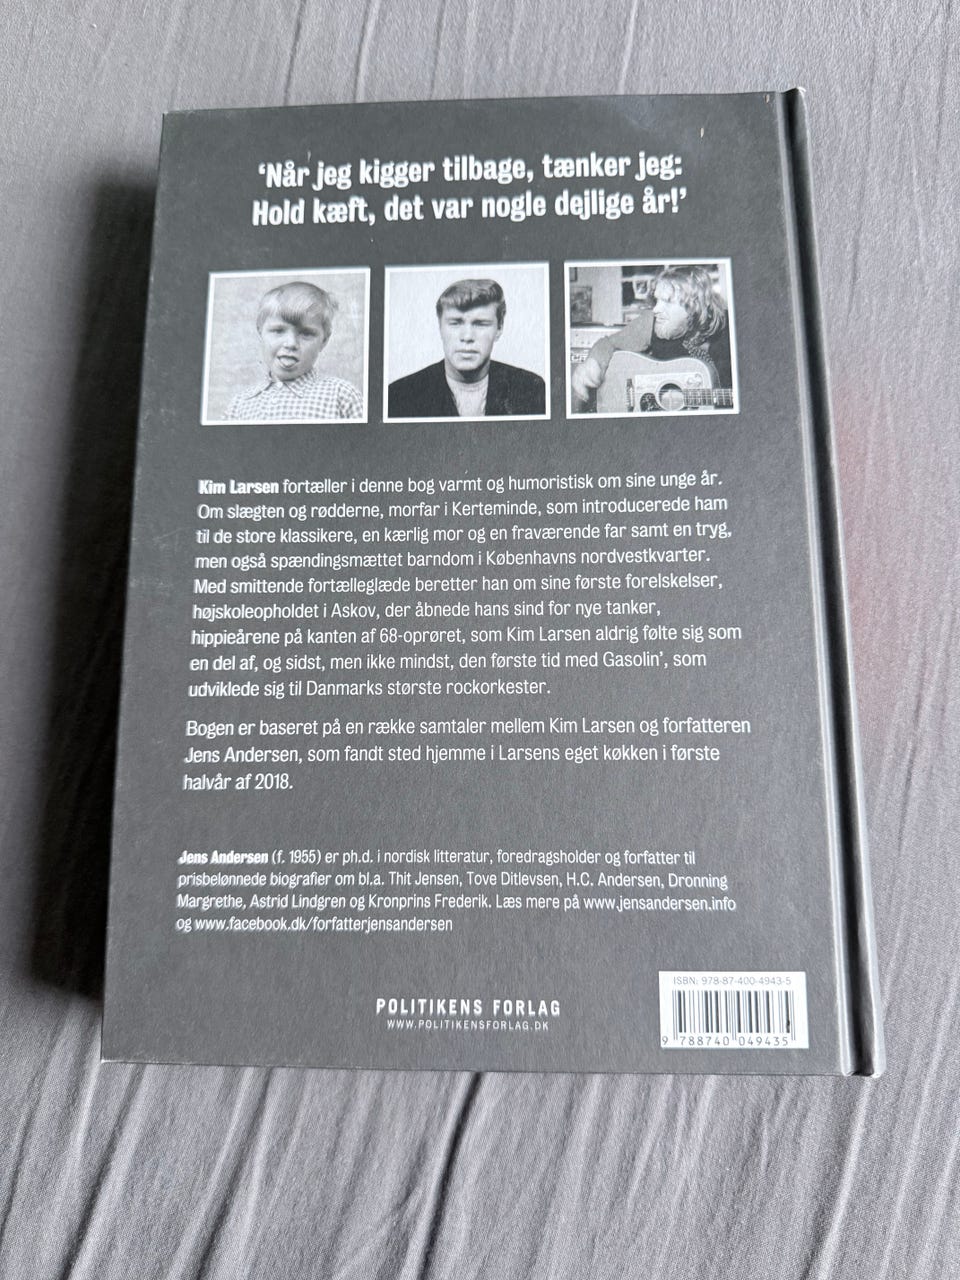 ‘Når jeg kigger tilbage, tænker jeg:
Hold kæft, det var nogle dejlige år!’
Kim Larsen fortæller i denne bog varmt og humoristisk om sine unge år.
Om slægten og rødderne, morfar i Kerteminde, som introducerede ham
til de store klassikere, en kærlig mor og en fraværende far samt en tryg,
men også spændingsmættet barndom i Københavns nordvestkvarter.
Med smittende fortælleglæde beretter han om sine første forelskelser,
højskoleopholdet i Askov, der åbnede hans sind for nye tanker,
hippieårene på kanten af 68-oprøret, som Kim Larsen aldrig følte sig som
en del af, og sidst, men ikke mindst, den første tid med Gasolin’, som
udviklede sig til Danmarks største rockorkester.
Bogen er baseret på en række samtaler mellem Kim Larsen og forfatteren
Jens Andersen, som fandt sted hjemme i Larsens eget køkken i første
halvår af 2018.
Jens Andersen (f. 1955) er ph.d. i nordisk litteratur, foredragsholder og forfatter til
prisbelønnede biografier om bl.a. Thit Jensen, Tove Ditlevsen, H.C. Andersen, Dronning
Margrethe, Astrid Lindgren og Kronprins Frederik. Læs mere på www.jensandersen.info
og www.facebook.dk/forfatterjensandersen
POLITIKENS FORLAG
WWW.POLITIKENSFORLAG.DK
ISBN: 978-87-400-4943-5
9 788740 049435